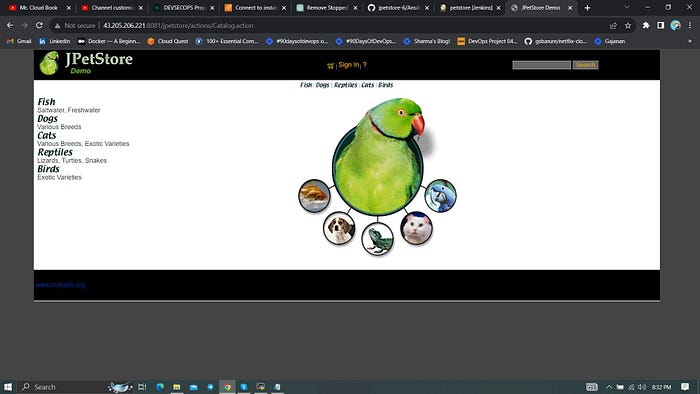 Mr. Cloud Book
Channel custom
DEVSECOPS Proj
Connect to instan
Remove Stopped
jpetstore-6/Ansib
petstore [Jenkins]
JPetStore Demo
Not secure | 43.205.206.221:8081/jpetstore/actions/Catalog.action
Gmail
LinkedIn
Docker — A Beginn...
Cloud Quest
100+ Essential Com...
#90daysofdevops o...
#90DaysOfDevOps...
Sharma's Blog!
DevOps Project 04...
gsbarure/netflix-clo...
Gajanan
JPetStore
Demo
Sign In | ?
Search
Fish | Dogs | Reptiles | Cats | Birds
Fish
Saltwater, Freshwater
Dogs
Various Breeds
Cats
Various Breeds, Exotic Varieties
Reptiles
Lizards, Turtles, Snakes
Birds
Exotic Varieties
www.mybatis.org
Search
8:32 PM